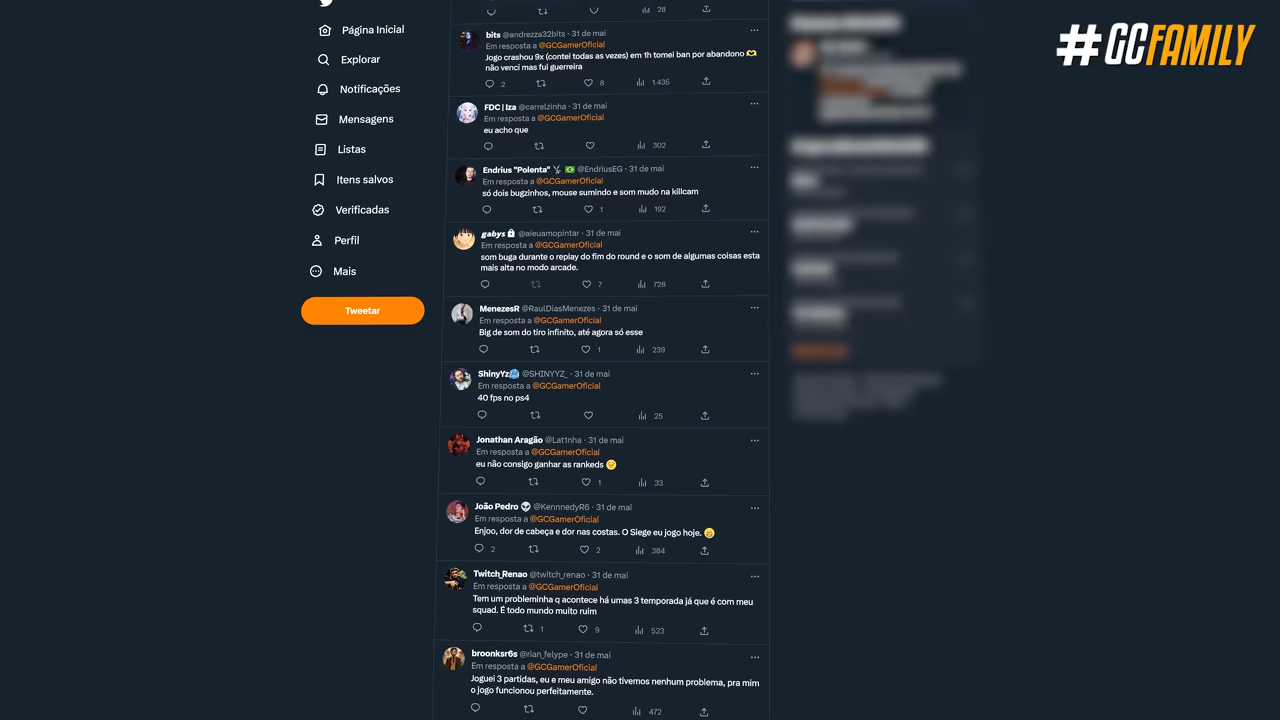 #GCFAMILY
Página Inicial
Explorar
Notificações
Mensagens
Listas
Itens salvos
Verificadas
Perfil
Mais
Tweetar
28
bits @andrezza32bits · 31 de mai
Em resposta a @GCGamerOficial
Jogo crashou 9x (contei todas as vezes) em 1h tomei ban por abandono 🫶
não venci mas fui guerreira
2 8 1.435
FDC | Iza @carrelzinha · 31 de mai
Em resposta a @GCGamerOficial
eu acho que
302
Endrius "Polenta" 🇧🇷 @EndriusEG · 31 de mai
Em resposta a @GCGamerOficial
só dois bugzinhos, mouse sumindo e som mudo na killcam
1 192
gabys @aieuamopintar · 31 de mai
Em resposta a @GCGamerOficial
som buga durante o replay do fim do round e o som de algumas coisas esta
mais alta no modo arcade.
7 728
MenezesR @RaulDiasMenezes · 31 de mai
Em resposta a @GCGamerOficial
Big de som do tiro infinito, até agora só esse
1 239
ShinyYz🥶 @SHINYYZ_ · 31 de mai
Em resposta a @GCGamerOficial
40 fps no ps4
25
Jonathan Aragão @Lat1nha · 31 de mai
Em resposta a @GCGamerOficial
eu não consigo ganhar as rankeds
1 33
João Pedro 👽 @KennnedyR6 · 31 de mai
Em resposta a @GCGamerOficial
Enjoo, dor de cabeça e dor nas costas. O Siege eu jogo hoje.
2 2 384
Twitch_Renao @twitch_renao · 31 de mai
Em resposta a @GCGamerOficial
Tem um probleminha q acontece há umas 3 temporada já que é com meu
squad. É todo mundo muito ruim
1 9 523
broonksr6s @rian_felype · 31 de mai
Em resposta a @GCGamerOficial
Joguei 3 partidas, eu e meu amigo não tivemos nenhum problema, pra mim
o jogo funcionou perfeitamente.
472